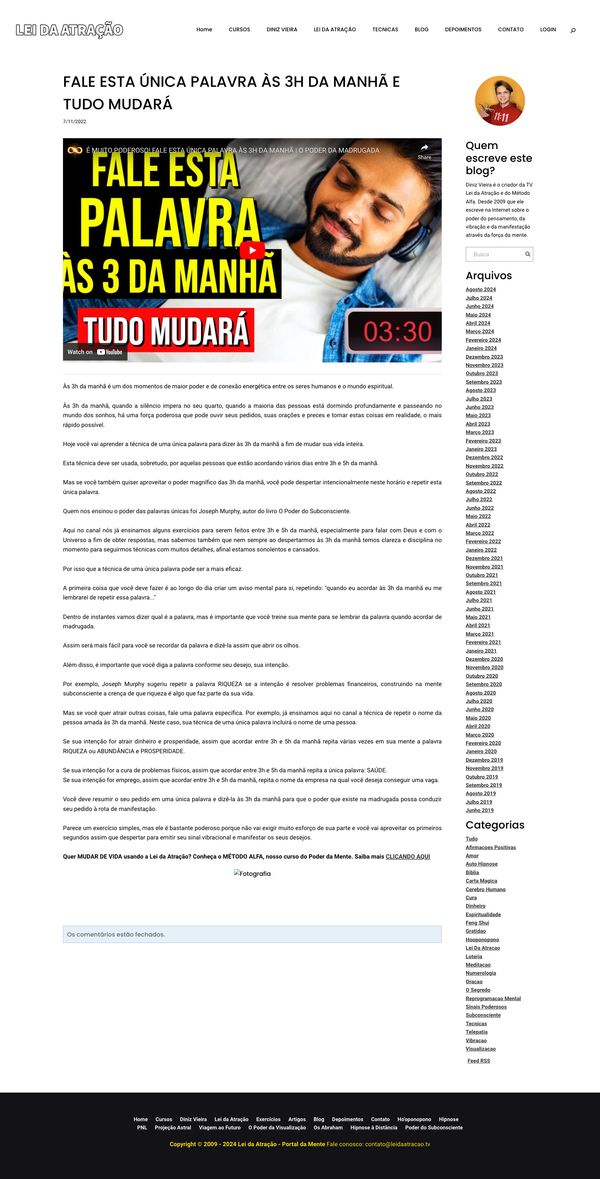 LEI DA ATRAÇÃO
Home CURSOS DINIZ VIEIRA LEI DA ATRAÇÃO TECNICAS BLOG DEPOIMENTOS CONTATO LOGIN
FALE ESTA ÚNICA PALAVRA ÀS 3H DA MANHÃ E
TUDO MUDARÁ
7/11/2022
É MUITO PODEROSO! FALE ESTA ÚNICA PALAVRA ÀS 3H DA MANHÃ | O PODER DA MADRUGADA
Share
FALE ESTA
PALAVRA
ÀS 3 DA MANHÃ
TUDO MUDARÁ
03:30
Watch on YouTube
Às 3h da manhã é um dos momentos de maior poder e de conexão energética entre os seres humanos e o mundo espiritual.
Às 3h da manhã, quando a silêncio impera no seu quarto, quando a maioria das pessoas está dormindo profundamente e passeando no
mundo dos sonhos, há uma força poderosa que pode ouvir seus pedidos, suas orações e preces e tornar estas coisas em realidade, o mais
rápido possível.
Hoje você vai aprender a técnica de uma única palavra para dizer às 3h da manhã a fim de mudar sua vida inteira.
Esta técnica deve ser usada, sobretudo, por aquelas pessoas que estão acordando vários dias entre 3h e 5h da manhã.
Mas se você também quiser aproveitar o poder magnífico das 3h da manhã, você pode despertar intencionalmente neste horário e repetir esta
única palavra.
Quem nos ensinou o poder das palavras únicas foi Joseph Murphy, autor do livro O Poder do Subconsciente.
Aqui no canal nós já ensinamos alguns exercícios para serem feitos entre 3h e 5h da manhã, especialmente para falar com Deus e com o
Universo a fim de obter respostas, mas sabemos também que nem sempre ao despertarmos às 3h da manhã temos clareza e disciplina no
momento para seguirmos técnicas com muitos detalhes, afinal estamos sonolentos e cansados.
Por isso que a técnica de uma única palavra pode ser a mais eficaz.
A primeira coisa que você deve fazer é ao longo do dia criar um aviso mental para si, repetindo: "quando eu acordar às 3h da manhã eu me
lembrarei de repetir essa palavra..."
Dentro de instantes vamos dizer qual é a palavra, mas é importante que você treine sua mente para se lembrar da palavra quando acordar de
madrugada.
Assim será mais fácil para você se recordar da palavra e dizê-la assim que abrir os olhos.
Além disso, é importante que você diga a palavra conforme seu desejo, sua intenção.
Por exemplo, Joseph Murphy sugeriu repetir a palavra RIQUEZA se a intenção é resolver problemas financeiros, construindo na mente
subconsciente a crença de que riqueza é algo que faz parte da sua vida.
Mas se você quer atrair outras coisas, fale uma palavra específica. Por exemplo, já ensinamos aqui no canal a técnica de repetir o nome da
pessoa amada às 3h da manhã. Neste caso, sua técnica de uma única palavra incluirá o nome de uma pessoa.
Se sua intenção for atrair dinheiro e prosperidade, assim que acordar entre 3h e 5h da manhã repita várias vezes em sua mente a palavra
RIQUEZA ou ABUNDÂNCIA e PROSPERIDADE.
Se sua intenção for a cura de problemas físicos, assim que acordar entre 3h e 5h da manhã repita a única palavra: SAÚDE.
Se sua intenção for emprego, assim que acordar entre 3h e 5h da manhã, repita o nome da empresa na qual você deseja conseguir uma vaga.
Você deve resumir o seu pedido em uma única palavra e dizê-la às 3h da manhã para que o poder que existe na madrugada possa conduzir
seu pedido à rota de manifestação.
Parece um exercício simples, mas ele é bastante poderoso porque não vai exigir muito esforço de sua parte e você vai aproveitar os primeiros
segundos assim que despertar para emitir seu sinal vibracional e manifestar os seus desejos.
Quer MUDAR DE VIDA usando a Lei da Atração? Conheça o MÉTODO ALFA, nosso curso do Poder da Mente. Saiba mais CLICANDO AQUI
Fotografia
Os comentários estão fechados.
11:11
Quem
escreve este
blog?
Diniz Vieira é o criador da TV
Lei da Atração e do Método
Alfa. Desde 2009 que ele
escreve na Internet sobre o
poder do pensamento, da
vibração e da manifestação
através da força da mente.
Busca
Arquivos
Agosto 2024
Julho 2024
Junho 2024
Maio 2024
Abril 2024
Março 2024
Fevereiro 2024
Janeiro 2024
Dezembro 2023
Novembro 2023
Outubro 2023
Setembro 2023
Agosto 2023
Julho 2023
Junho 2023
Maio 2023
Abril 2023
Março 2023
Fevereiro 2023
Janeiro 2023
Dezembro 2022
Novembro 2022
Outubro 2022
Setembro 2022
Agosto 2022
Julho 2022
Junho 2022
Maio 2022
Abril 2022
Março 2022
Fevereiro 2022
Janeiro 2022
Dezembro 2021
Novembro 2021
Outubro 2021
Setembro 2021
Agosto 2021
Julho 2021
Junho 2021
Maio 2021
Abril 2021
Março 2021
Fevereiro 2021
Janeiro 2021
Dezembro 2020
Novembro 2020
Outubro 2020
Setembro 2020
Agosto 2020
Julho 2020
Junho 2020
Maio 2020
Abril 2020
Março 2020
Fevereiro 2020
Janeiro 2020
Dezembro 2019
Novembro 2019
Outubro 2019
Setembro 2019
Agosto 2019
Julho 2019
Junho 2019
Categorias
Tudo
Afirmacoes Positivas
Amor
Auto Hipnose
Bíblia
Carta Magica
Cerebro Humano
Cura
Dinheiro
Espiritualidade
Feng Shui
Gratidao
Hooponopono
Lei Da Atracao
Loteria
Meditacao
Numerologia
Oracao
O Segredo
Reprogramacao Mental
Sinais Poderosos
Subconsciente
Tecnicas
Telepatia
Vibracao
Visualizacao
Feed RSS
Home Cursos Diniz Vieira Lei da Atração Exercícios Artigos Blog Depoimentos Contato Ho'oponopono Hipnose
PNL Projeção Astral Viagem ao Futuro O Poder da Visualização Os Abraham Hipnose à Distância Poder do Subconsciente
Copyright © 2009 - 2024 Lei da Atração - Portal da Mente Fale conosco: contato@leidaatracao.tv